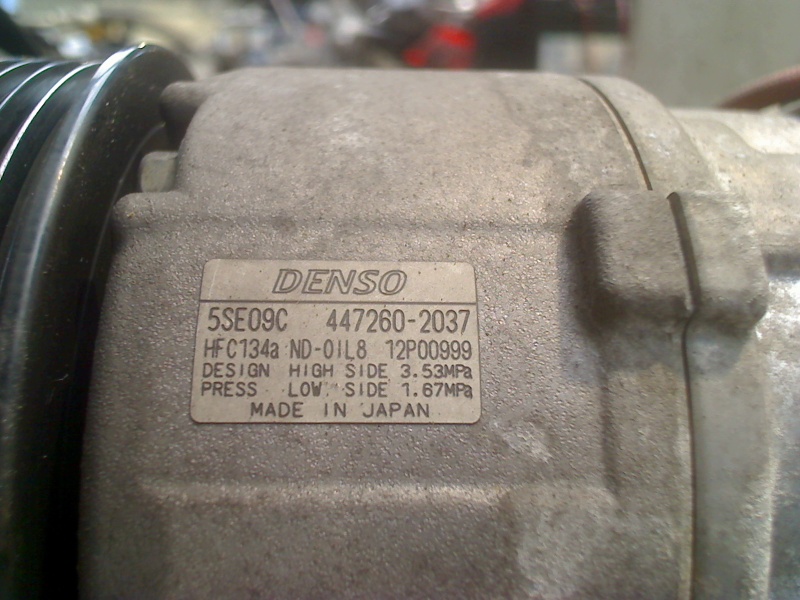 DENSO
5SE09C 447260-2037
HFC134a ND-OIL8 12P00999
DESIGN HIGH SIDE 3.53MPa
PRESS LOW SIDE 1.67MPa
MADE IN JAPAN